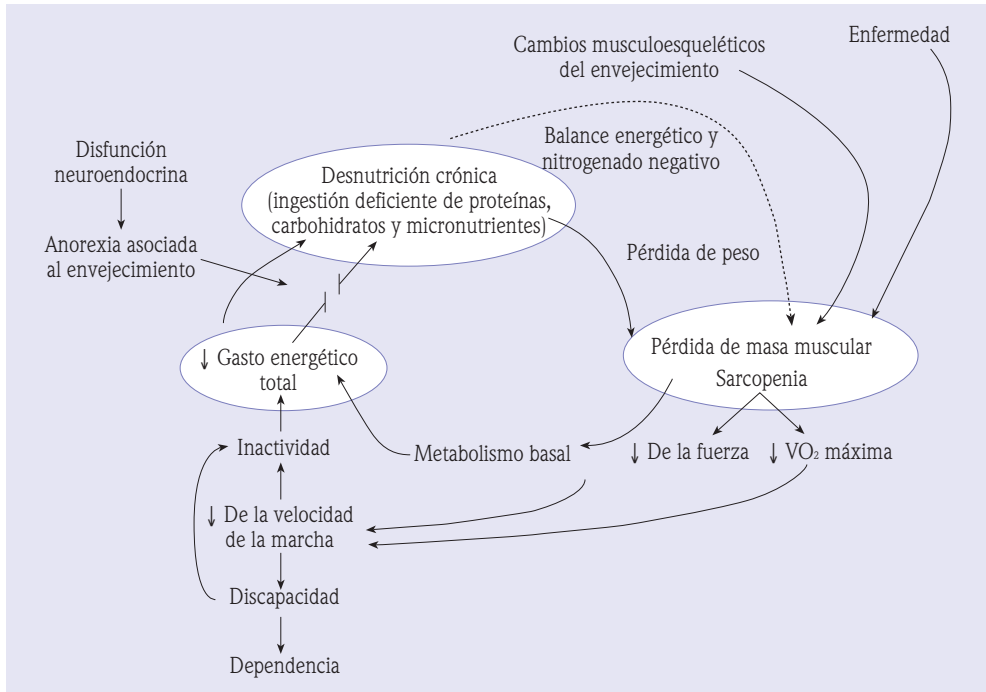 Enfermedad
Cambios musculoesqueléticos
del envejecimiento
Balance energético y
nitrogenado negativo
Disfunción
neuroendocrina
Desnutrición crónica
(ingestión deficiente de proteínas,
carbohidratos y micronutrientes)
Anorexia asociada
al envejecimiento
Pérdida de peso
↓ Gasto energético
total
Pérdida de masa muscular
Sarcopenia
Inactividad
Metabolismo basal
↓ De la fuerza
↓ VO₂ máxima
↓ De la velocidad
de la marcha
Discapacidad
Dependencia